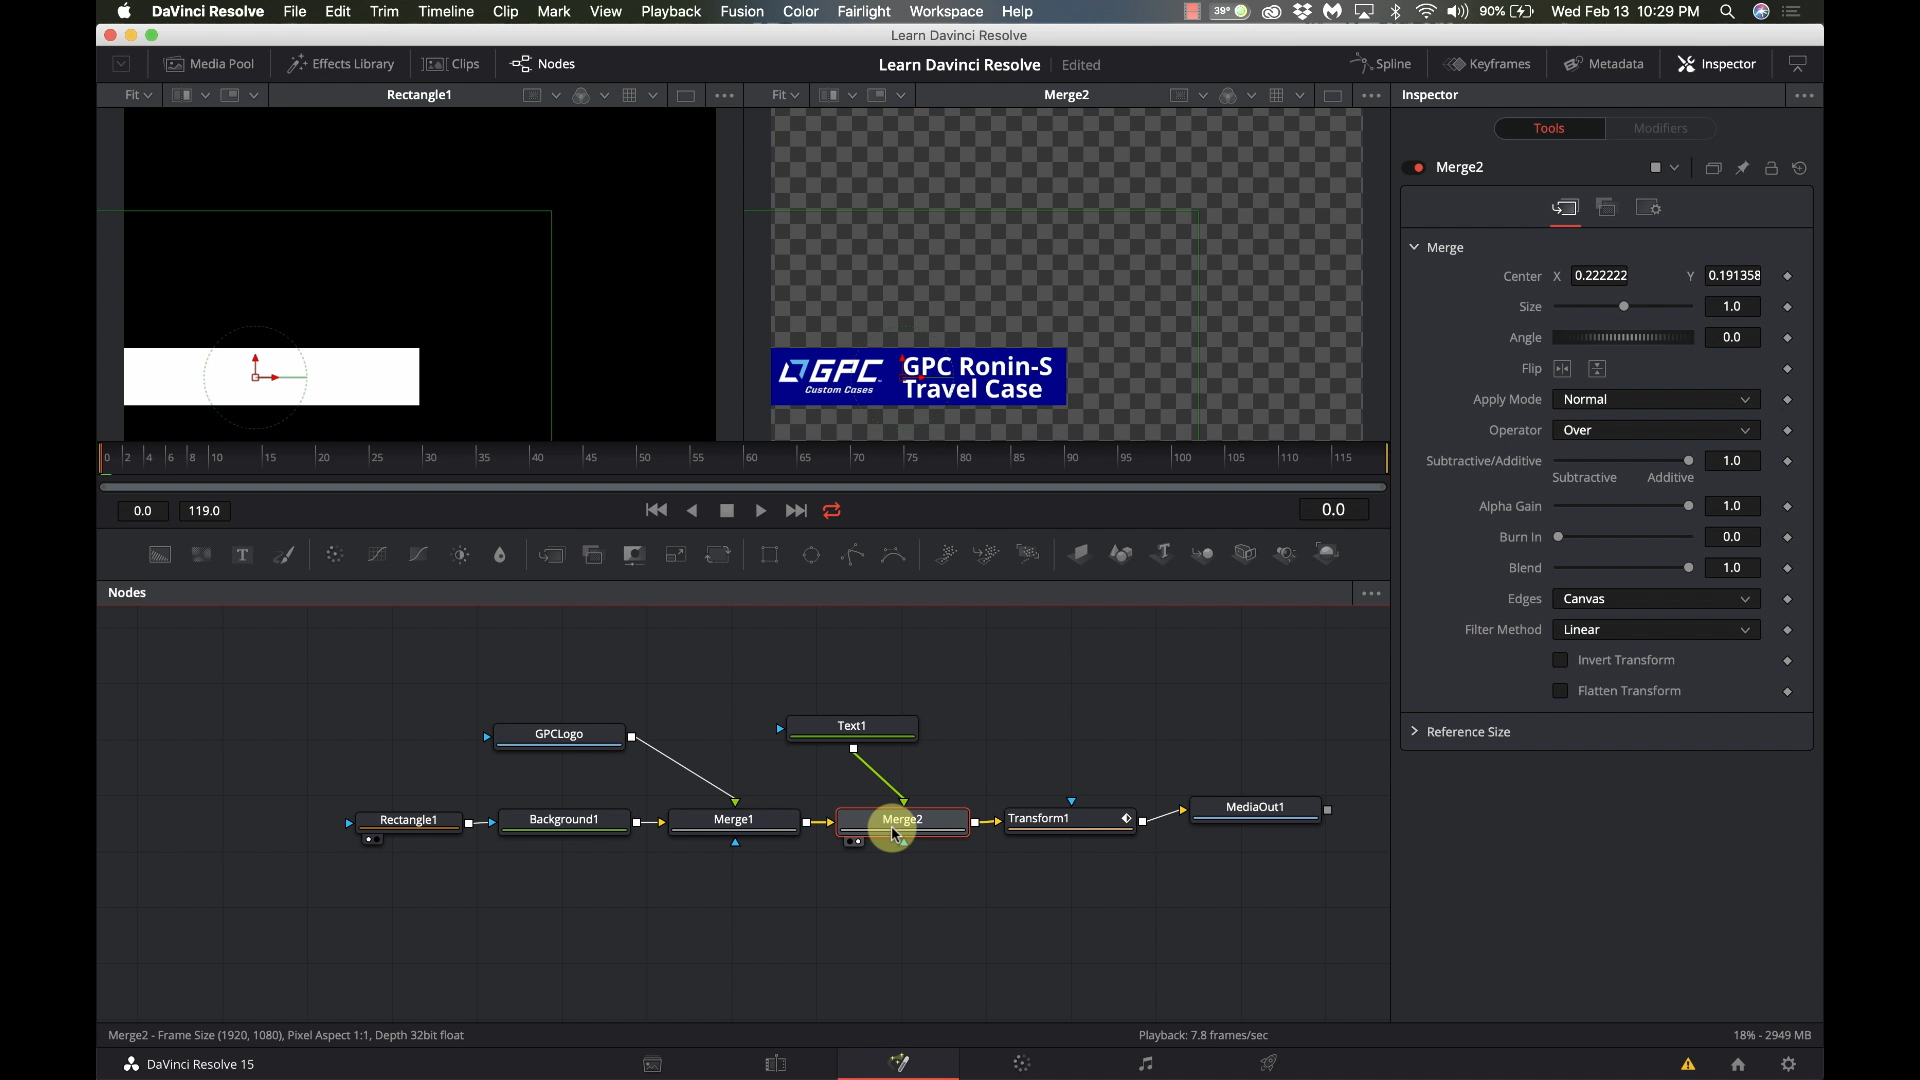 DaVinci Resolve File Edit Trim Timeline Clip Mark View Playback Fusion Color Fairlight Workspace Help 39° 90% Wed Feb 13 10:29 PM
Learn Davinci Resolve
Media Pool Effects Library Clips Nodes Learn Davinci Resolve Edited Spline Keyframes Metadata Inspector
Fit Rectangle1 Fit Merge2 Inspector
Tools Modifiers
Merge2
Merge
Center X 0.222222 Y 0.191358
Size 1.0
Angle 0.0
Flip
Apply Mode Normal
Operator Over
Subtractive/Additive 1.0
Subtractive Additive
Alpha Gain 1.0
Burn In 0.0
Blend 1.0
Edges Canvas
Filter Method Linear
Invert Transform
Flatten Transform
Reference Size
GPC
Custom Cases
GPC Ronin-S
Travel Case
0 2 4 6 8 10 15 20 25 30 35 40 45 50 55 60 65 70 75 80 85 90 95 100 105 110 115
0.0 119.0 0.0
Nodes
GPCLogo Text1
Rectangle1 Background1 Merge1 Merge2 Transform1 MediaOut1
Merge2 - Frame Size (1920, 1080), Pixel Aspect 1:1, Depth 32bit float Playback: 7.8 frames/sec 18% - 2949 MB
DaVinci Resolve 15